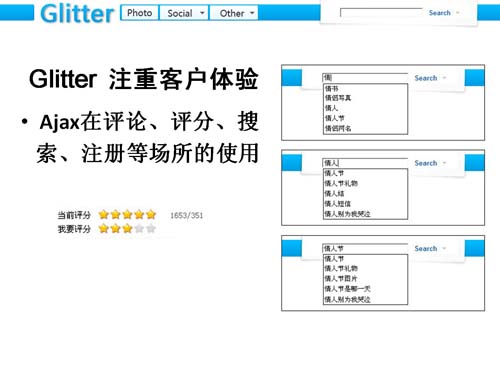 Glitter Photo Social Other Search
Glitter 注重客户体验
• Ajax在评论、评分、搜
索、注册等场所的使用
当前评分 1653/351
我要评分
情 Search
情书
情侣写真
情人
情人节
情侣网名
情人 Search
情人节
情人节礼物
情人结
情人短信
情人别为我哭泣
情人节 Search
情人节
情人节礼物
情人节图片
情人节是哪一天
情人别为我哭泣